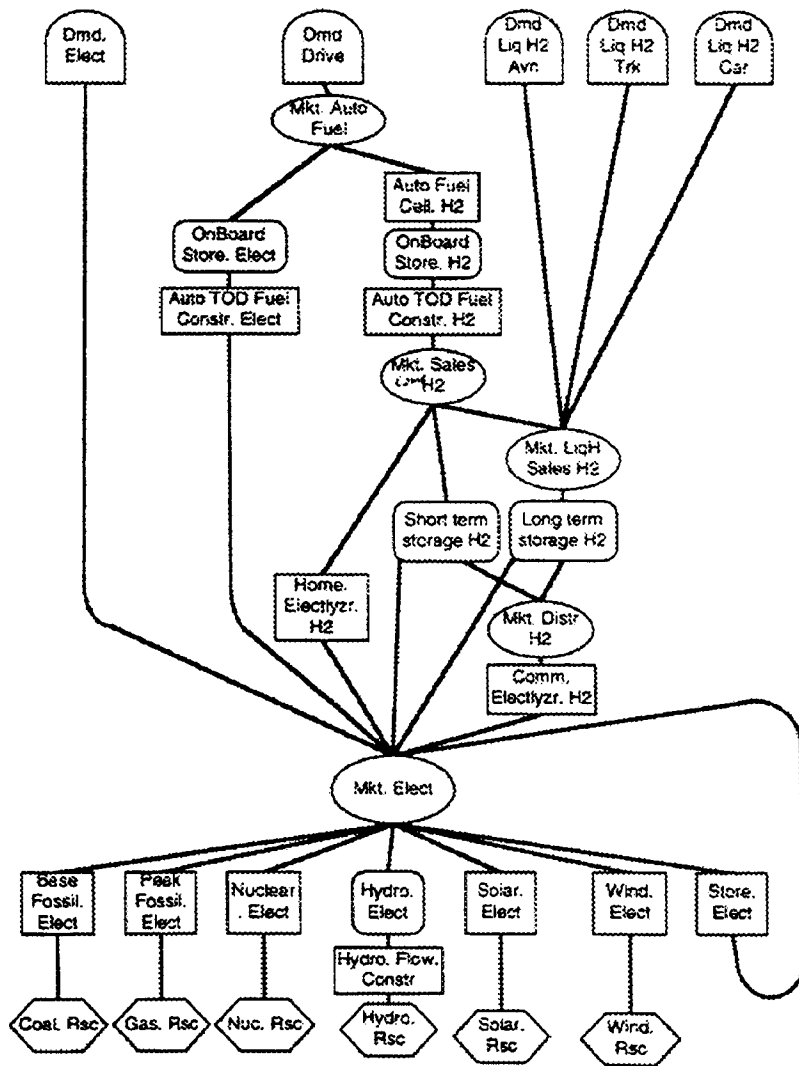 Dmd.
Elect
Dmd
Drive
Dmd
Liq H2
Avn
Dmd
Liq H2
Trk
Dmd
Liq H2
Car
Mkt. Auto
Fuel
Auto Fuel
Cell. H2
OnBoard
Store. Elect
OnBoard
Store. H2
Auto TOD Fuel
Constr. Elect
Auto TOD Fuel
Constr. H2
Mkt. Sales
H2
Mkt. LiqH
Sales H2
Short term
storage H2
Long term
storage H2
Home.
Electlyzr.
H2
Mkt. Distr
H2
Comm.
Electlyzr. H2
Mkt. Elect
Base
Fossil.
Elect
Peak
Fossil.
Elect
Nuclear
. Elect
Hydro.
Elect
Solar.
Elect
Wind.
Elect
Store.
Elect
Hydro. Flow.
Constr
Coal. Rsc
Gas. Rsc
Nuc. Rsc
Hydro.
Rsc
Solar.
Rsc
Wind.
Rsc